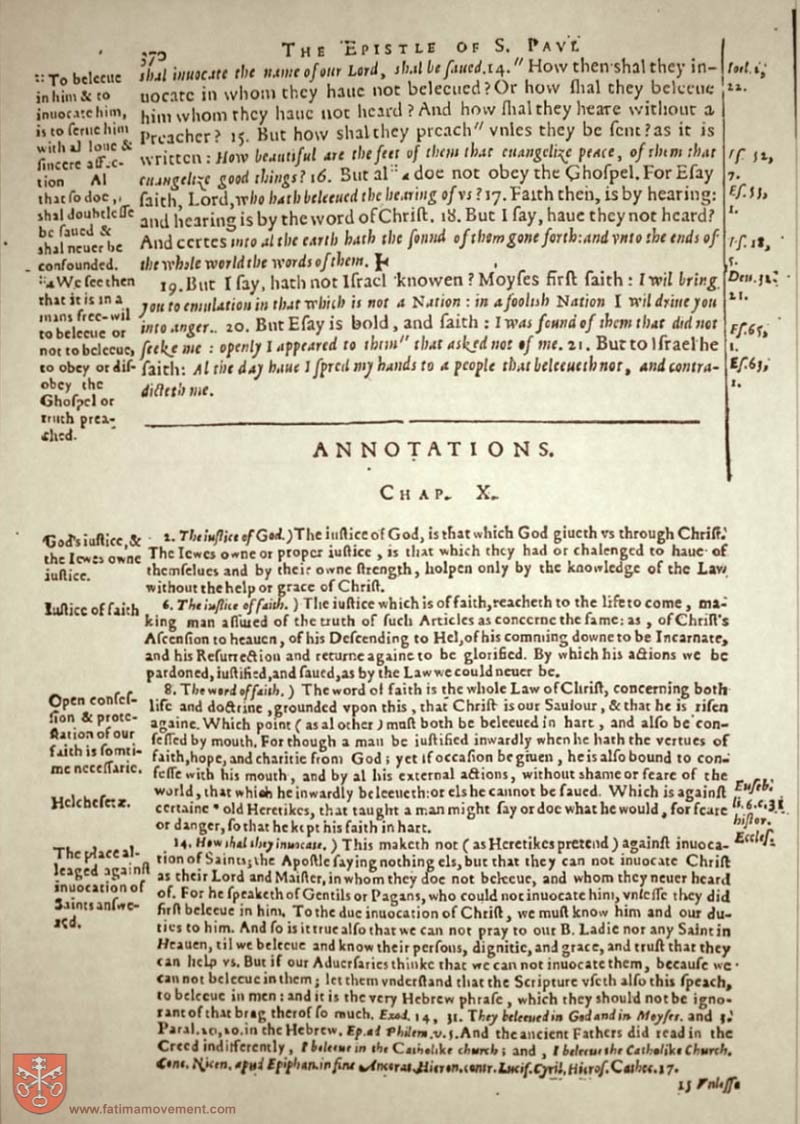 370
THE EPISTLE OF S. PAVL
shal inuocate the name of our Lord, shal be saued. 14. " How then shal they in-
uocate in whom they haue not beleeued? Or how shal they beleeue
him whom they haue not heard? And how shal they heare without a
Preacher? 15. But how shal they preach " vnles they be sent? as it is
written: How beautiful are the feet of them that euangelize peace, of them that
euangelize good things? 16. But al doe not obey the Ghospel. For Esay
saith, Lord, who hath beleeued the hearing of vs? 17. Faith then, is by hearing:
and hearing is by the word of Christ. 18. But I say, haue they not heard?
And certes into al the earth hath the sound of them gone forth: and vnto the ends of
the whole world the words of them.
19. But I say, hath not Israel knowen? Moyses first saith: I wil bring
you to emulation in that which is not a Nation: in a foolish Nation I wil driue you
into anger. 20. But Esay is bold, and saith: I was found of them that did not
seeke me: openly I appeared to them " that asked not of me. 21. But to Israel he
saith: Al the day haue I spred my hands to a people that beleeueth not, and contra-
dicteth me.
:: To beleeue
in him & to
inuocate him,
is to serue him
with al loue &
sincere affec-
tion Al
that so doe,
shal doubtlesse
be saued &
shal neuer be
confounded.
We see then
that it is in a
mans free-wil
to beleeue or
not to beleeue,
to obey or dis-
obey the
Ghospel or
truth prea-
ched.
Ioel. 2,
22.
Is. 52,
7.
Es. 53,
1.
Ps. 18,
5.
Deu. 32.
21.
Es. 65,
1.
Es. 65,
1.
ANNOTATIONS.
CHAP. X.
2. The iustice of God.) The iustice of God, is that which God giueth vs through Christ.
The Iewes owne or proper iustice, is that which they had or chalenged to haue of
themselues and by their owne strength, holpen only by the knowledge of the Law
without the help or grace of Christ.
6. The iustice of faith.) The iustice which is of faith, reacheth to the life to come, ma-
king man assured of the truth of such Articles as concerne the same: as, of Christ's
Ascension to heauen, of his Descending to Hel, of his comming downe to be Incarnate,
and his Resurrection and returne againe to be glorified. By which his actions we be
pardoned, iustified, and saued, as by the Law we could neuer be.
8. The word of faith.) The word of faith is the whole Law of Christ, concerning both
life and doctrine, grounded vpon this, that Christ is our Sauiour, & that he is risen
againe. Which point (as al other) must both be beleeued in hart, and also be con-
fessed by mouth. For though a man be iustified inwardly when he hath the vertues of
faith, hope, and charitie from God; yet if occasion be giuen, he is also bound to con-
fesse with his mouth, and by al his external actions, without shame or feare of the
world, that which he inwardly beleeueth: or els he cannot be saued. Which is against
certaine * old Heretikes, that taught a man might say or doe what he would, for feare
or danger, so that he kept his faith in hart.
14. How shal they inuocate.) This maketh not (as Heretikes pretend) against inuoca-
tion of Saints; the Apostle saying nothing els, but that they can not inuocate Christ
as their Lord and Maister, in whom they doe not beleeue, and whom they neuer heard
of. For he speaketh of Gentils or Pagans, who could not inuocate him, vnlesse they did
first beleeue in him. To the due inuocation of Christ, we must know him and our du-
ties to him. And so is it true also that we can not pray to our B. Ladie nor any Saint in
Heauen, til we beleeue and know their persons, dignitie, and grace, and trust that they
can help vs. But if our Aduersaries thinke that we can not inuocate them, because we
can not beleeue in them; let them vnderstand that the Scripture vseth also this speach,
to beleeue in men: and it is the very Hebrew phrase, which they should not be igno-
rant of that brag therof so much. Exod. 14, 31. They beleeued in God and in Moyses. and
Paral. 20, 20. in the Hebrew. Ep. ad Philem. v. 5. And the ancient Fathers did read in the
Creed indifferently, I beleeue in the Catholike church; and, I beleeue the Catholike Church.
Conc. Nicen. apud Epiphan. in fine Ancorat. Hieron. contr. Lucif. Cyril, Hieros. Cathec. 17.
15 Vnlesse
God's iustice, &
the Iewes owne
iustice.
Iustice of faith
Open confes-
sion & prote-
station of our
faith is somti-
me necessarie.
Helchesetæ.
The place al-
leaged against
inuocation of
Saints answe-
red.
Euseb.
li. 6. c. 31
histor.
Eccles.
www.fatimamovement.com